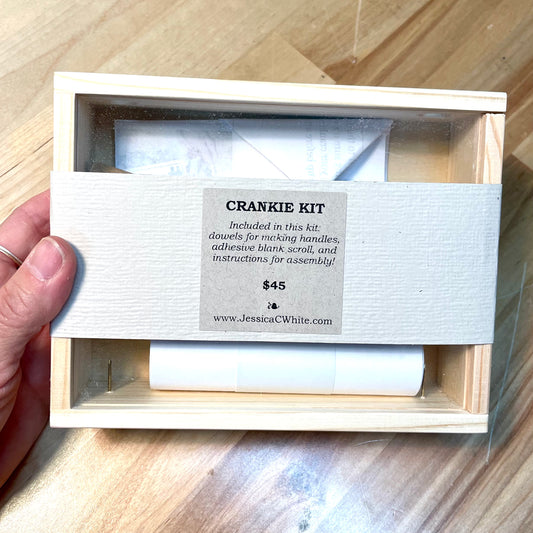 CRANKIE KIT
Included in this kit:
dowels for making handles,
adhesive blank scroll, and
instructions for assembly!
$45
www.JessicaCWhite.com